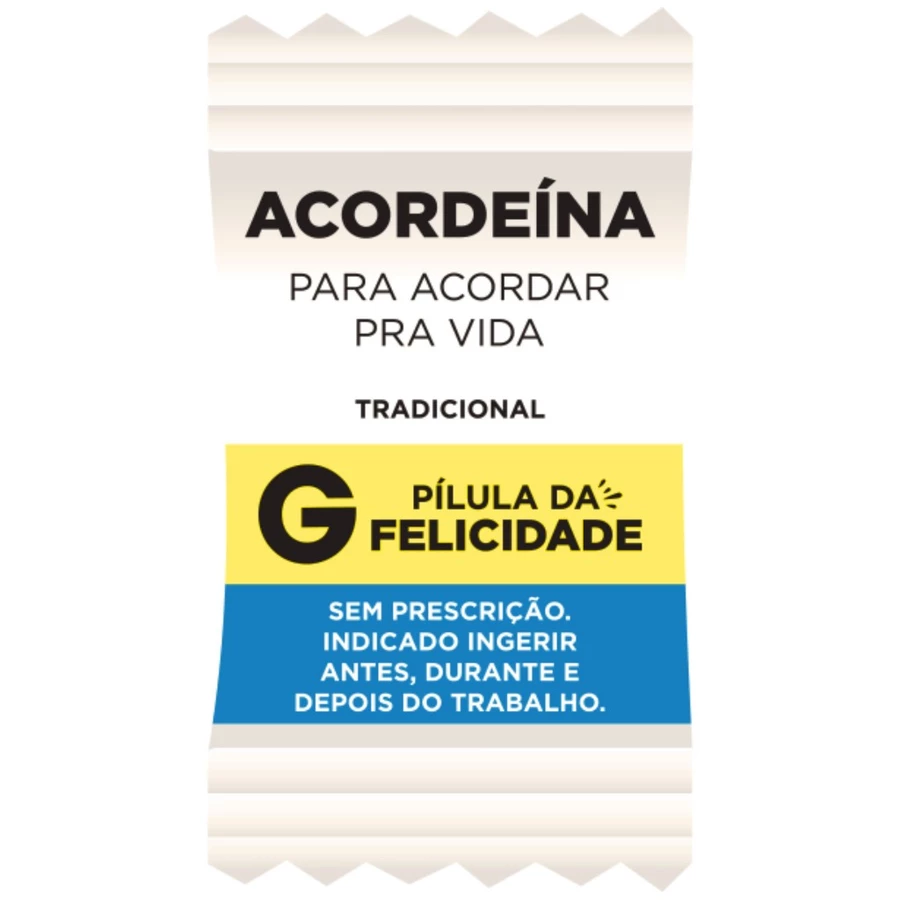 ACORDEÍNA
PARA ACORDAR
PRA VIDA
TRADICIONAL
G PÍLULA DA
FELICIDADE
SEM PRESCRIÇÃO.
INDICADO INGERIR
ANTES, DURANTE E
DEPOIS DO TRABALHO.